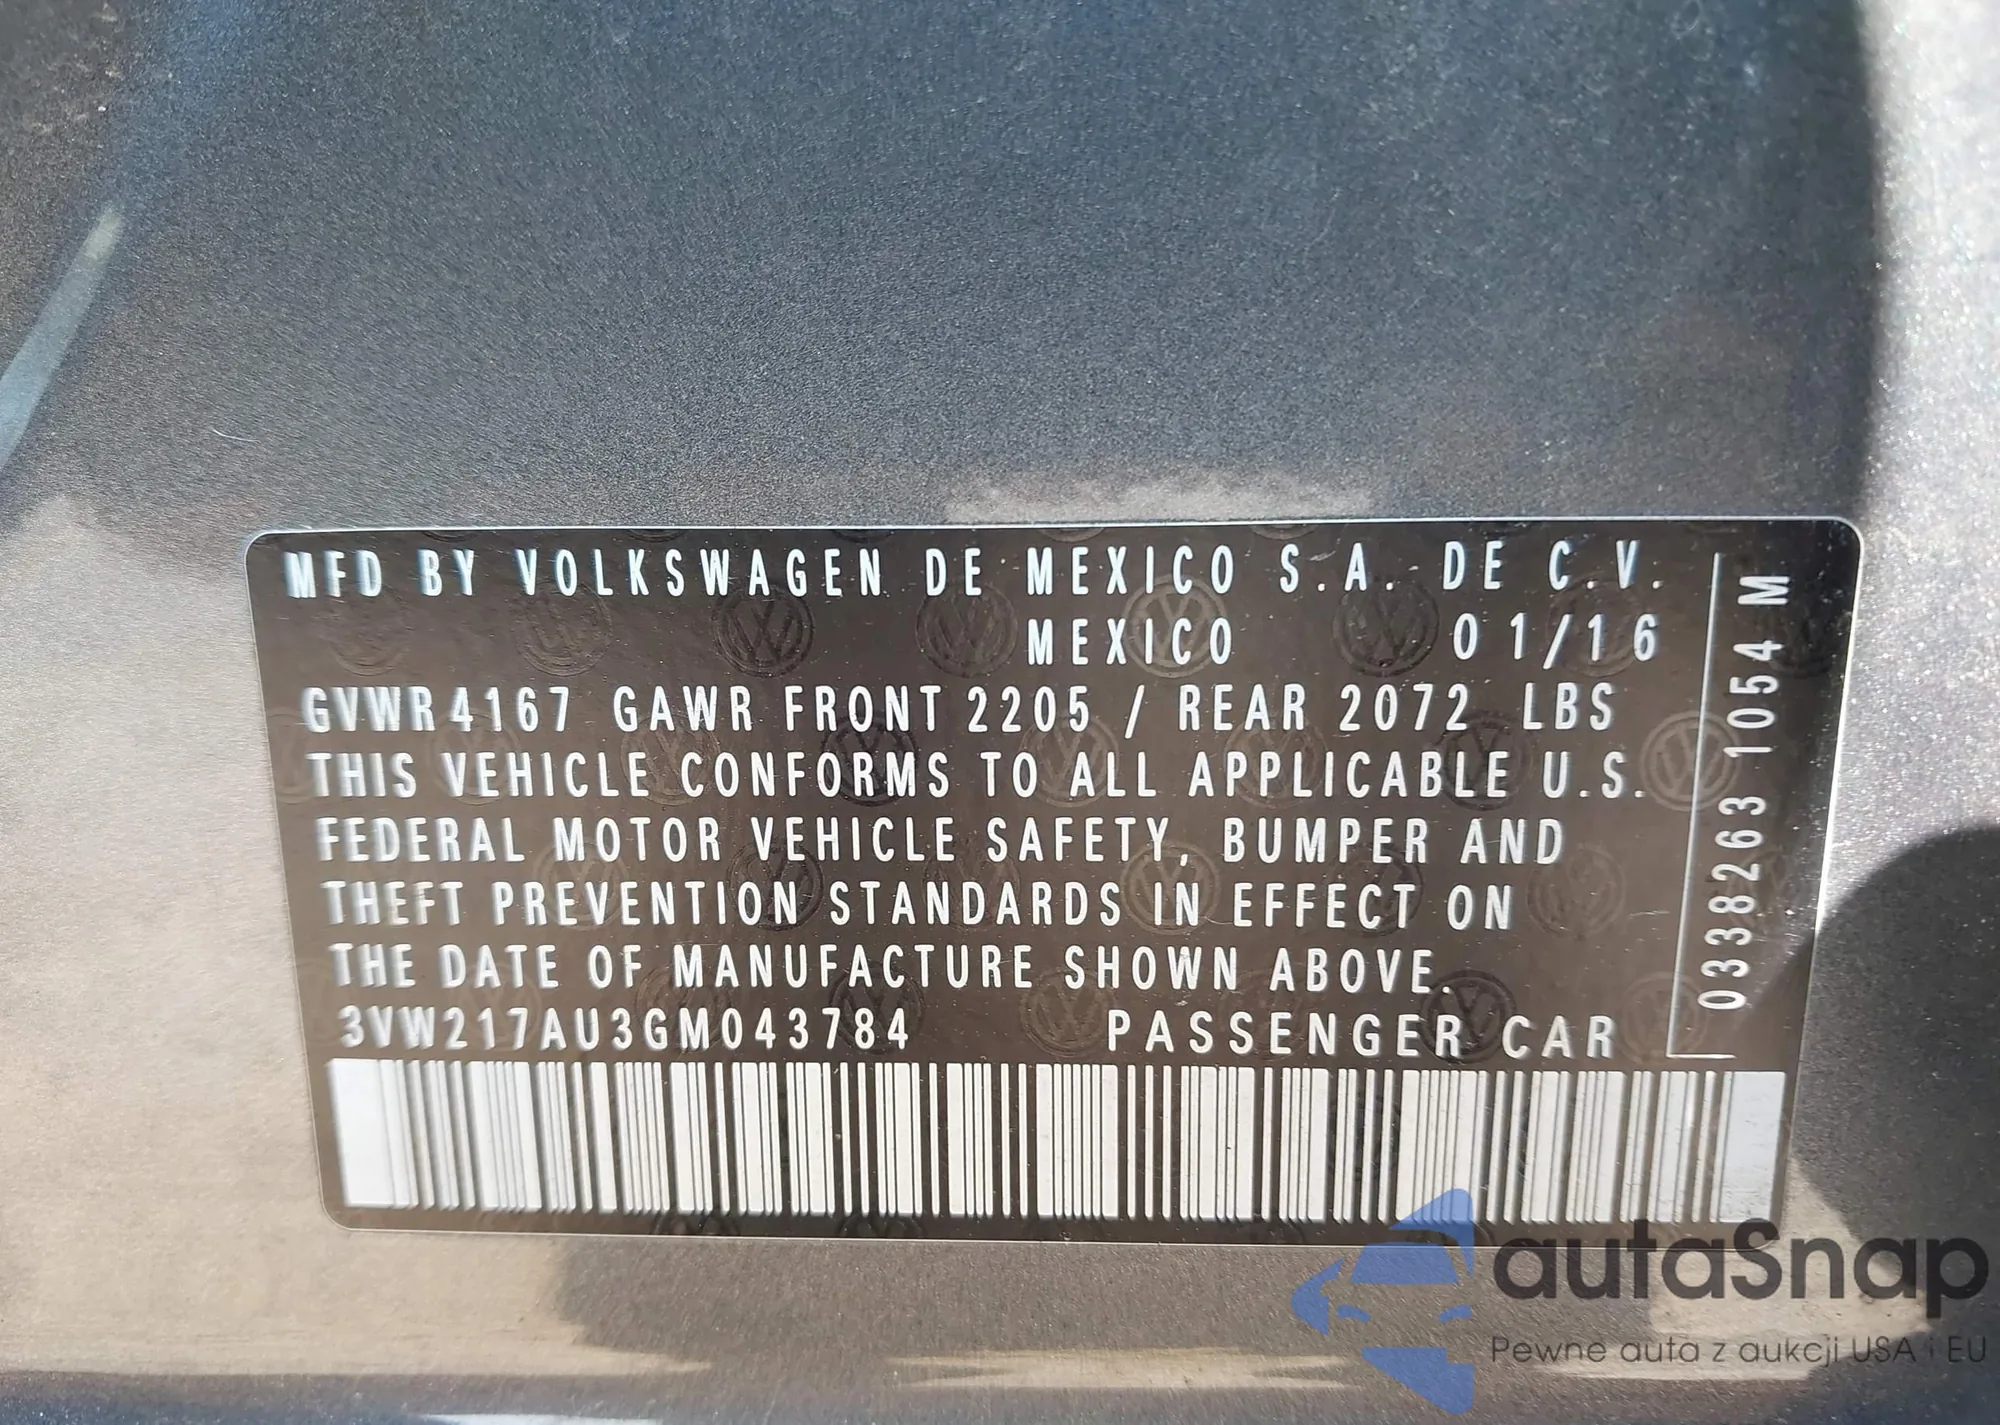 MFD BY VOLKSWAGEN DE MEXICO S.A. DE C.V.
MEXICO 01/16
GVWR 4167 GAWR FRONT 2205 / REAR 2072 LBS
THIS VEHICLE CONFORMS TO ALL APPLICABLE U.S.
FEDERAL MOTOR VEHICLE SAFETY, BUMPER AND
THEFT PREVENTION STANDARDS IN EFFECT ON
THE DATE OF MANUFACTURE SHOWN ABOVE.
3VW217AU3GM043784 PASSENGER CAR
0338263 1054 M
autaSnap
Pewne auta z aukcji USA i EU